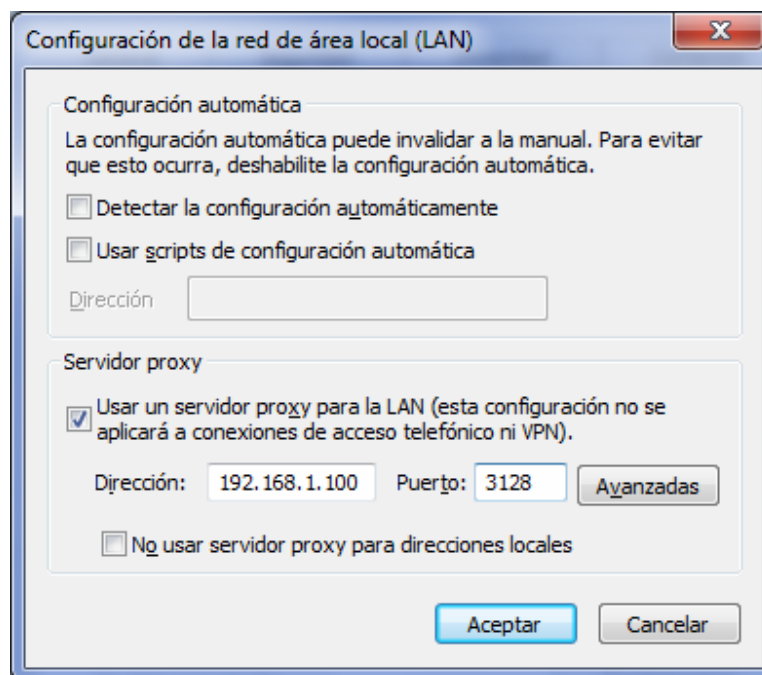 Configuración de la red de área local (LAN)
Configuración automática
La configuración automática puede invalidar a la manual. Para evitar
que esto ocurra, deshabilite la configuración automática.
Detectar la configuración automáticamente
Usar scripts de configuración automática
Dirección
Servidor proxy
Usar un servidor proxy para la LAN (esta configuración no se
aplicará a conexiones de acceso telefónico ni VPN).
Dirección: 192.168.1.100 Puerto: 3128 Avanzadas
No usar servidor proxy para direcciones locales
Aceptar Cancelar